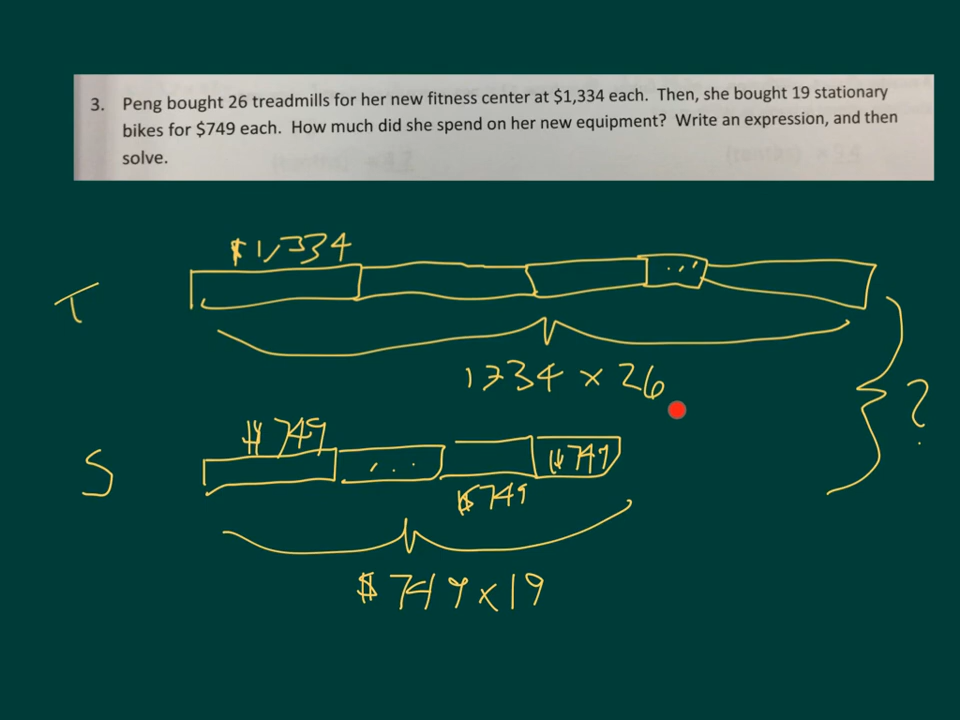 3. Peng bought 26 treadmills for her new fitness center at $1,334 each. Then, she bought 19 stationary
bikes for $749 each. How much did she spend on her new equipment? Write an expression, and then
solve.
$1,334
T
...
1334 × 26
?
$749
S
...
$749
$749
$749 × 19